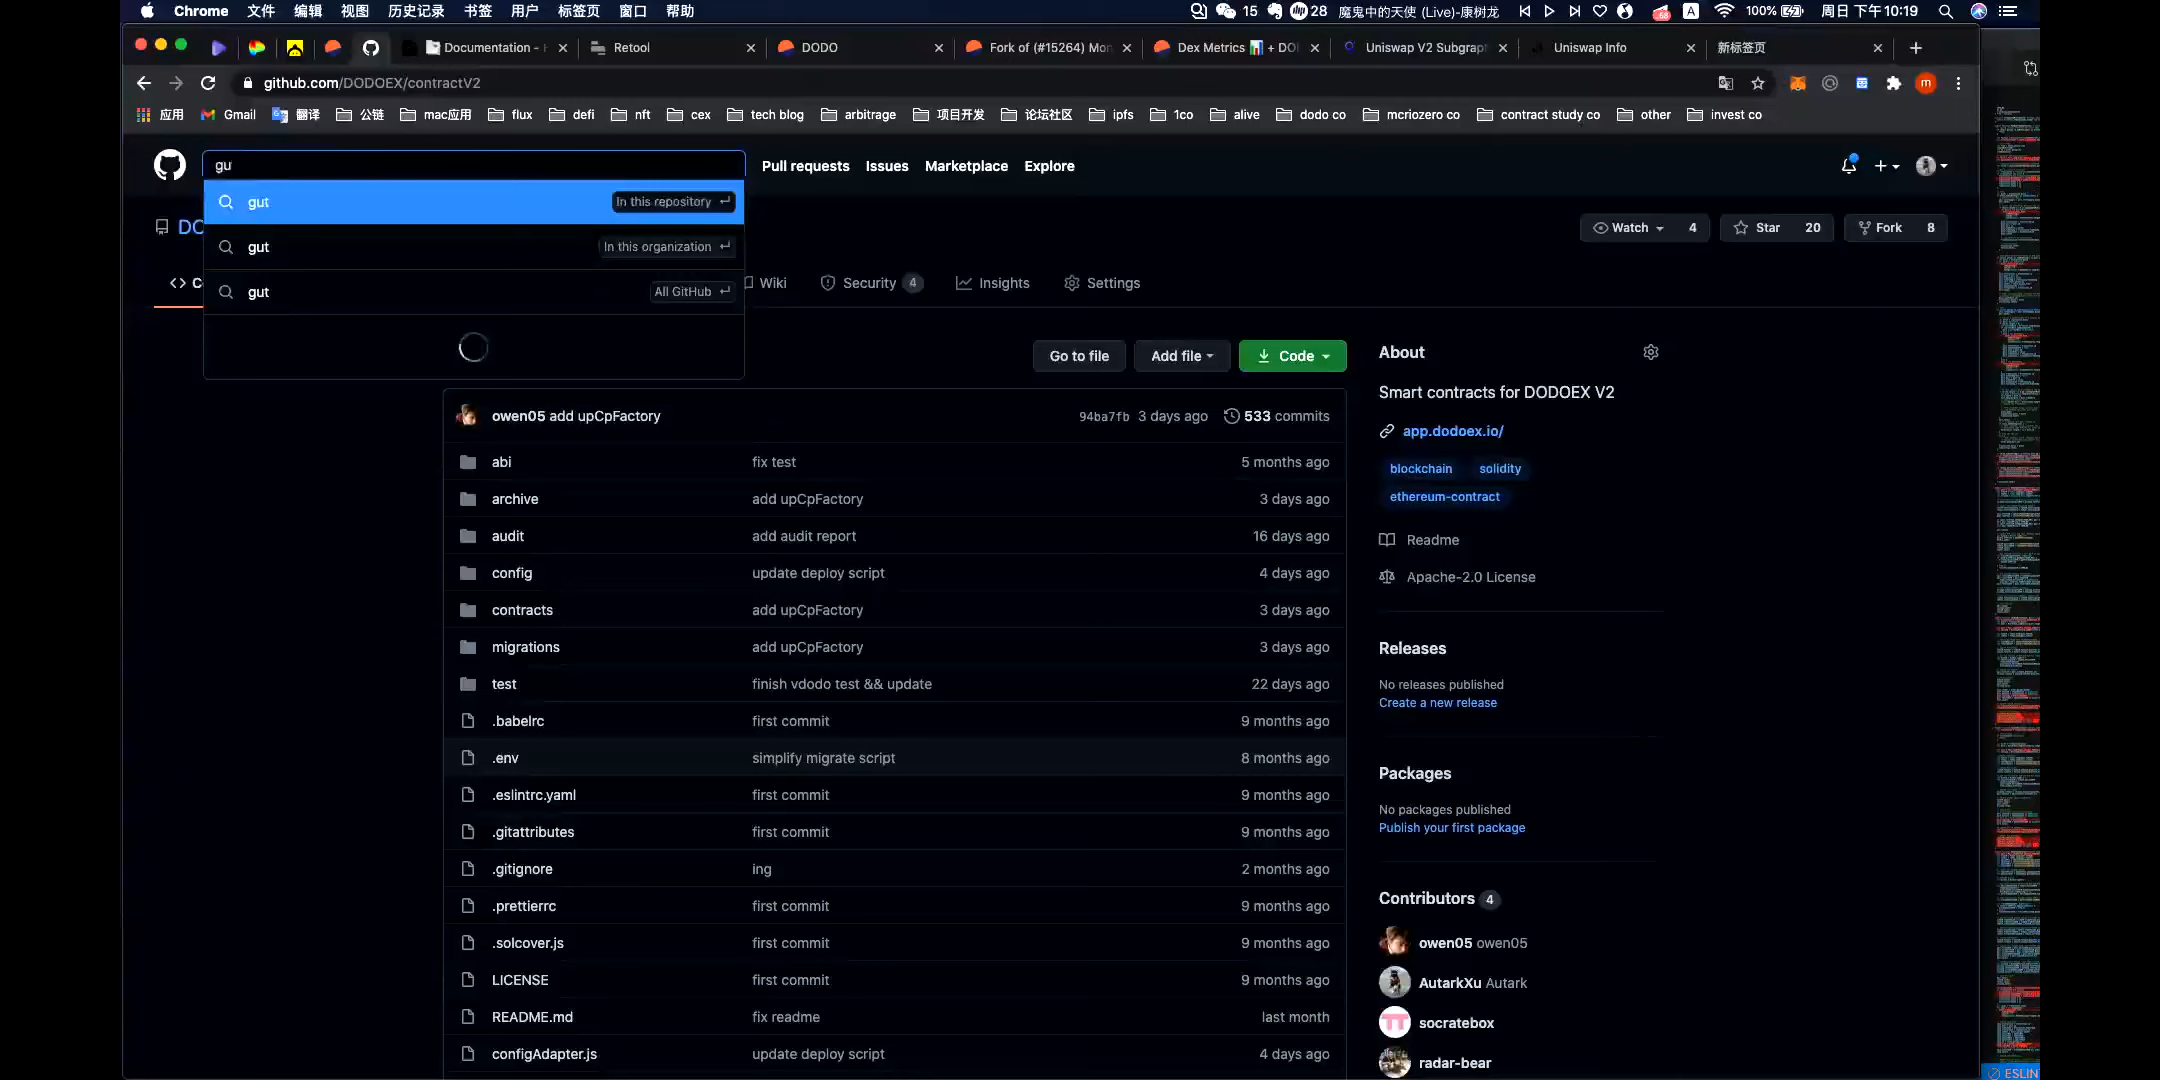 Chrome 文件 编辑 视图 历史记录 书签 用户 标签页 窗口 帮助 15 28 魔鬼中的天使 (Live)-康树龙 A 100% 周日 下午10:19
Documentation - Retool DODO Fork of (#15264) Mon Dex Metrics 📊 + DO Uniswap V2 Subgrap Uniswap Info 新标签页
github.com/DODOEX/contractV2 m
应用 Gmail 翻译 公链 mac应用 flux defi nft cex tech blog arbitrage 项目开发 论坛社区 ipfs 1co alive dodo co mcriozero co contract study co other invest co
gu Pull requests Issues Marketplace Explore
gut In this repository
DO Watch 4 Star 20 Fork 8
gut In this organization
<> C Wiki Security 4 Insights Settings
gut All GitHub
Go to file Add file Code
owen05 add upCpFactory 94ba7fb 3 days ago 533 commits
abi fix test 5 months ago
archive add upCpFactory 3 days ago
audit add audit report 16 days ago
config update deploy script 4 days ago
contracts add upCpFactory 3 days ago
migrations add upCpFactory 3 days ago
test finish vdodo test && update 22 days ago
.babelrc first commit 9 months ago
.env simplify migrate script 8 months ago
.eslintrc.yaml first commit 9 months ago
.gitattributes first commit 9 months ago
.gitignore ing 2 months ago
.prettierrc first commit 9 months ago
.solcover.js first commit 9 months ago
LICENSE first commit 9 months ago
README.md fix readme last month
configAdapter.js update deploy script 4 days ago
About
Smart contracts for DODOEX V2
app.dodoex.io/
blockchain solidity
ethereum-contract
Readme
Apache-2.0 License
Releases
No releases published
Create a new release
Packages
No packages published
Publish your first package
Contributors 4
owen05 owen05
AutarkXu Autark
socratebox
radar-bear
ESLIN